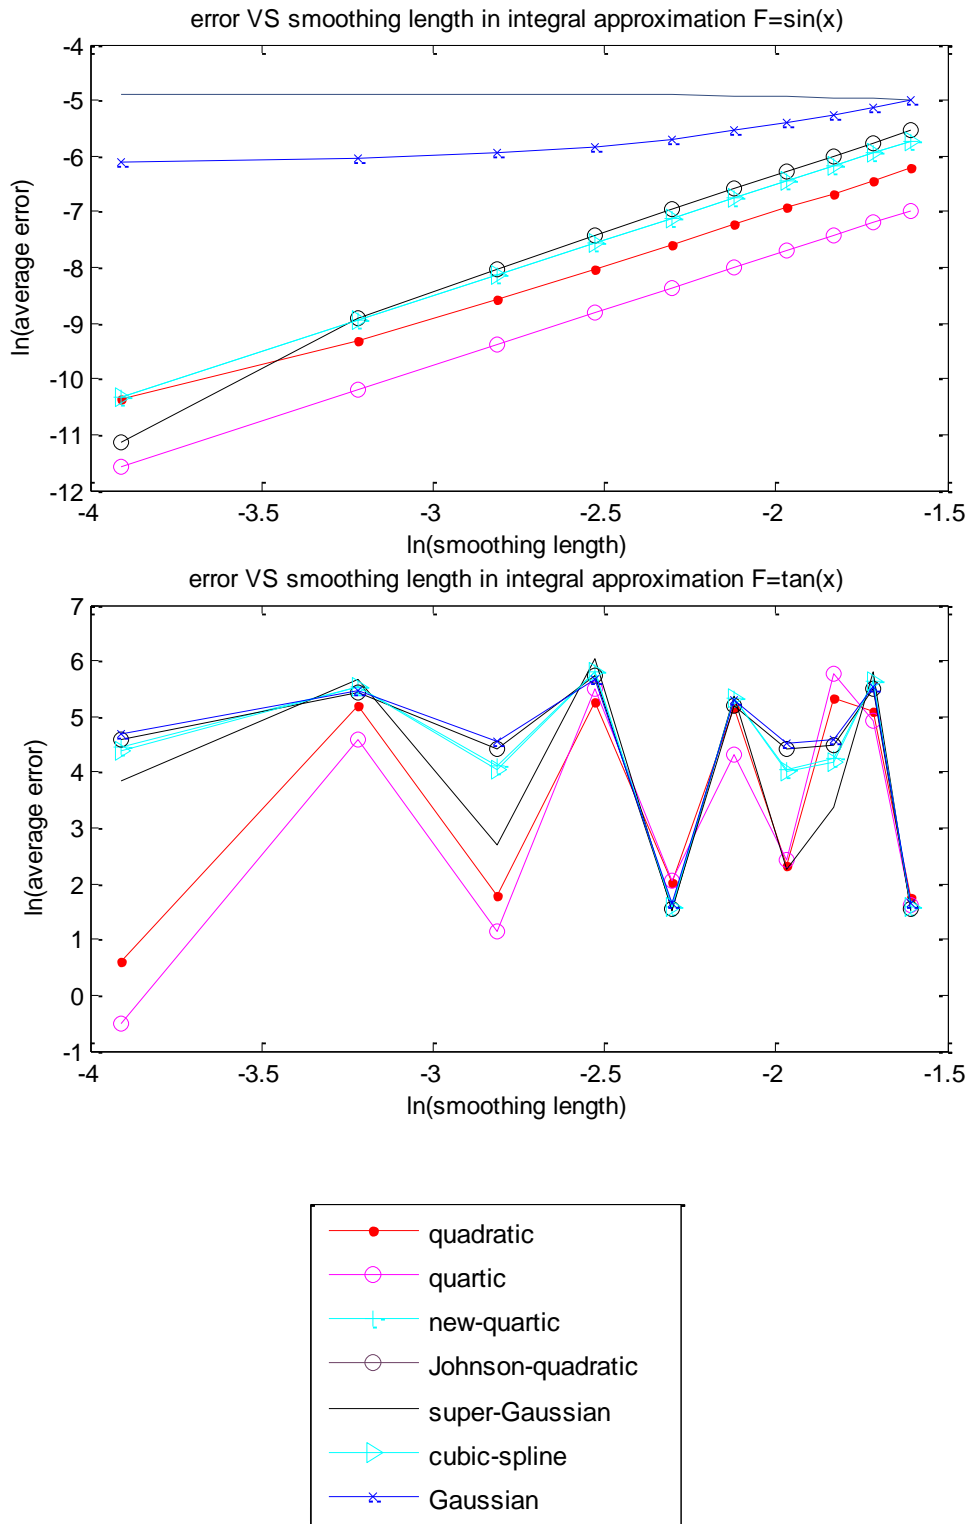 error VS smoothing length in integral approximation F=sin(x)
-4
-5
-6
-7
-8
-9
-10
-11
-12
ln(average error)
-4 -3.5 -3 -2.5 -2 -1.5
ln(smoothing length)
error VS smoothing length in integral approximation F=tan(x)
7
6
5
4
3
2
1
0
-1
ln(average error)
-4 -3.5 -3 -2.5 -2 -1.5
ln(smoothing length)
quadratic
quartic
new-quartic
Johnson-quadratic
super-Gaussian
cubic-spline
Gaussian